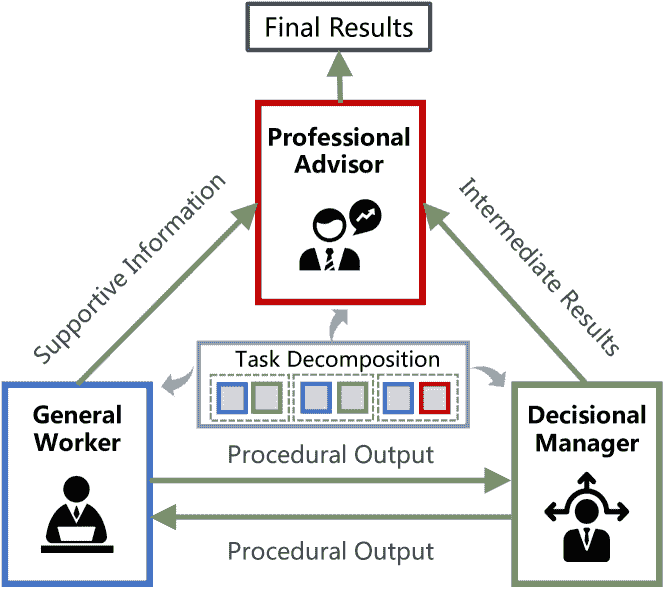 Final Results
Professional
Advisor
Supportive Information
Intermediate Results
Task Decomposition
General
Worker
Decisional
Manager
Procedural Output
Procedural Output